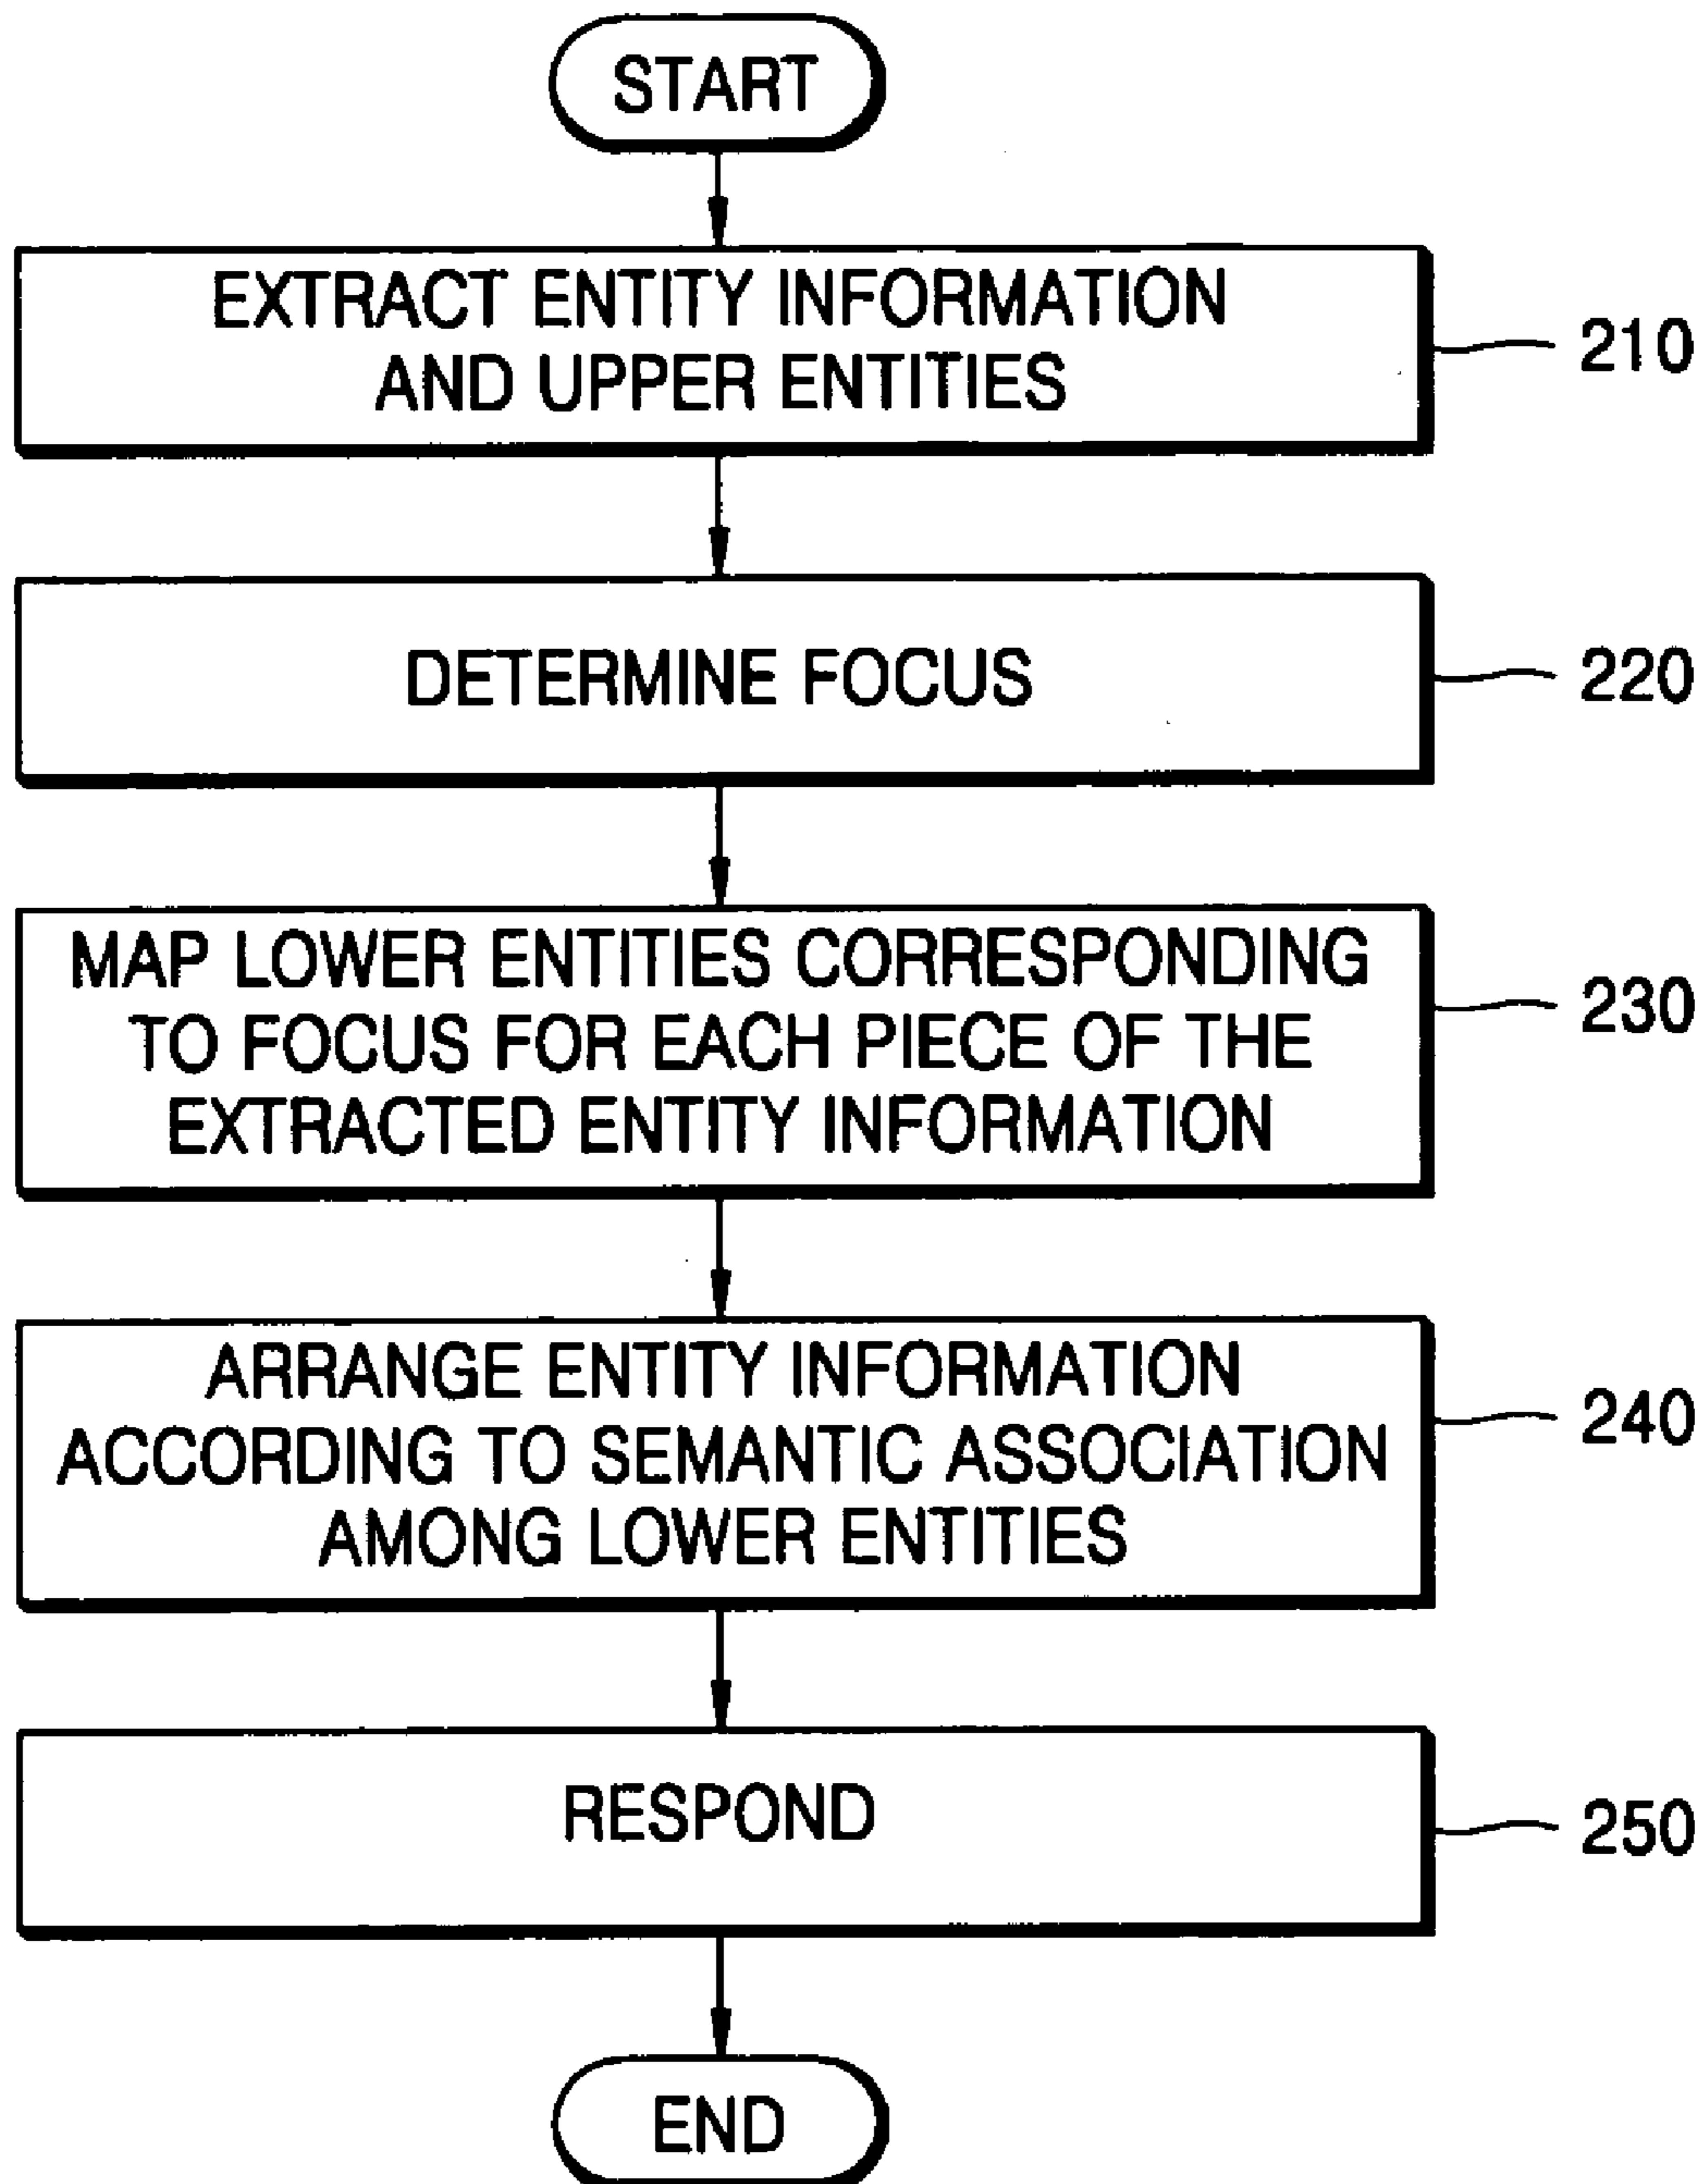 START
EXTRACT ENTITY INFORMATION
AND UPPER ENTITIES
210
DETERMINE FOCUS
220
MAP LOWER ENTITIES CORRESPONDING
TO FOCUS FOR EACH PIECE OF THE
EXTRACTED ENTITY INFORMATION
230
ARRANGE ENTITY INFORMATION
ACCORDING TO SEMANTIC ASSOCIATION
AMONG LOWER ENTITIES
240
RESPOND
250
END